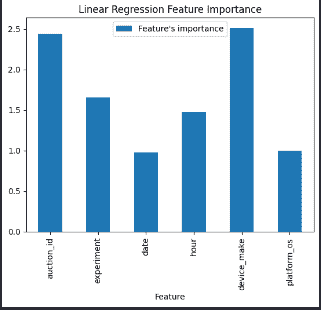 Linear Regression Feature Importance
Feature's importance
2.5
2.0
1.5
1.0
0.5
0.0
auction_id
experiment
date
hour
device_make
platform_os
Feature